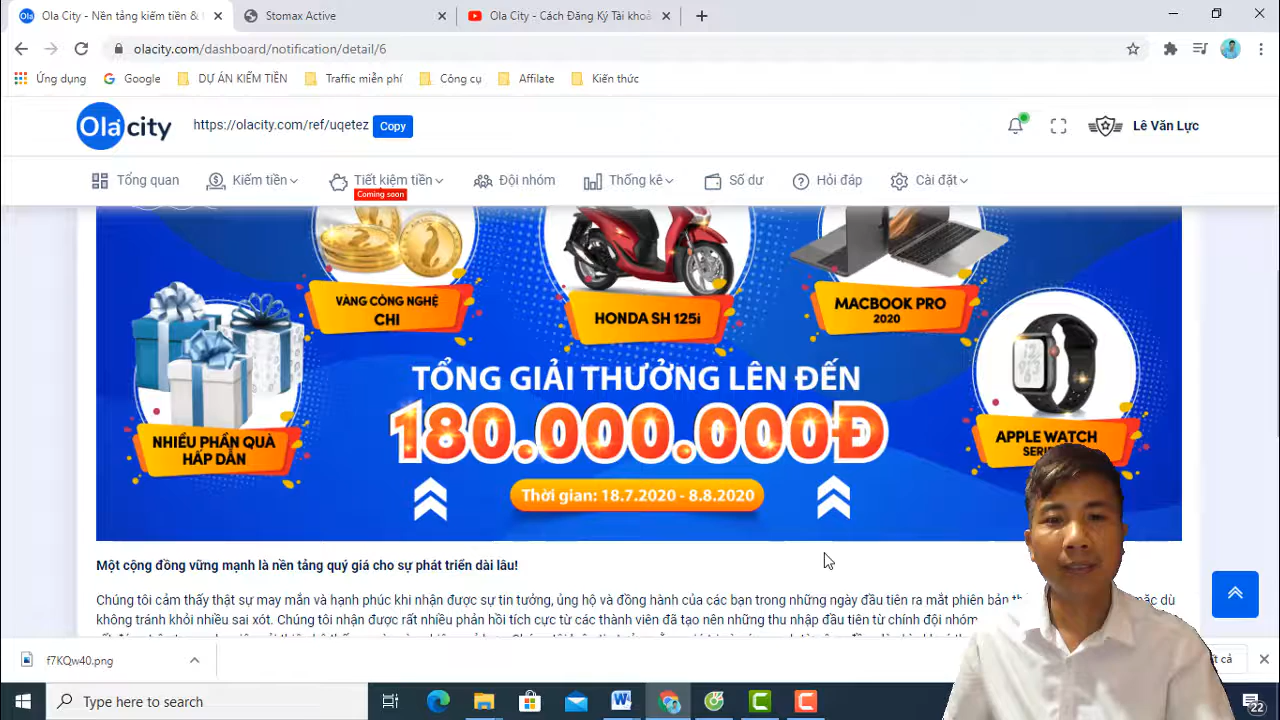 Ola City - Nền tảng kiếm tiền &
Stomax Active
Ola City - Cách Đăng Ký Tài khoả
olacity.com/dashboard/notification/detail/6
Ứng dụng
Google
DỰ ÁN KIẾM TIỀN
Traffic miễn phí
Công cụ
Affilate
Kiến thức
Olacity
https://olacity.com/ref/uqetez
Copy
Lê Văn Lực
Tổng quan
Kiếm tiền
Tiết kiệm tiền
Coming soon
Đội nhóm
Thống kê
Số dư
Hỏi đáp
Cài đặt
VÀNG CÔNG NGHỆ
CHI
HONDA SH 125i
MACBOOK PRO
2020
NHIỀU PHẦN QUÀ
HẤP DẪN
APPLE WATCH
TỔNG GIẢI THƯỞNG LÊN ĐẾN
180.000.000Đ
Thời gian: 18.7.2020 - 8.8.2020
Một cộng đồng vững mạnh là nền tảng quý giá cho sự phát triển dài lâu!
Chúng tôi cảm thấy thật sự may mắn và hạnh phúc khi nhận được sự tin tưởng, ủng hộ và đồng hành của các bạn trong những ngày đầu tiên ra mắt phiên bản dù
không tránh khỏi nhiều sai xót. Chúng tôi nhận được rất nhiều phản hồi tích cực từ các thành viên đã tạo nên những thu nhập đầu tiên từ chính đội nhóm
f7KQw40.png
t cả
Type here to search
22